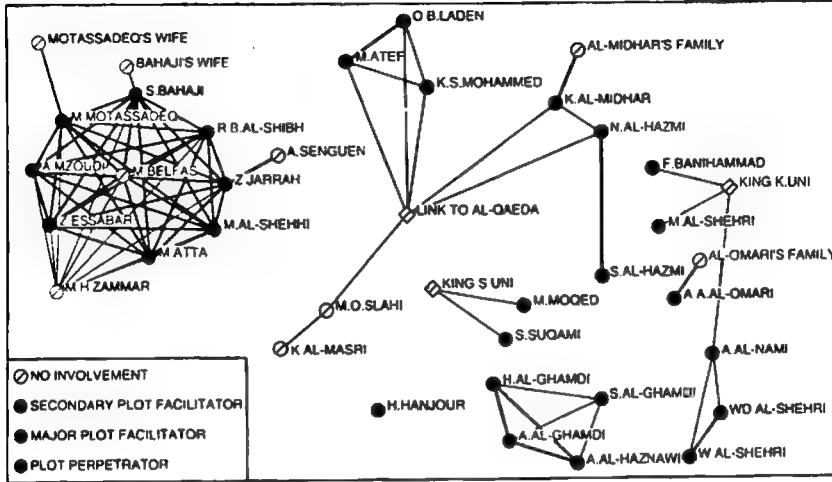 O B.LADEN
MOTASSADEQ'S WIFE
AL-MIDHAR'S FAMILY
M.ATEF
BAHAJI'S WIFE
K.S.MOHAMMED
S.BAHAJI
K.AL-MIDHAR
M MOTASSADEQ
R B.AL-SHIBH
N.AL-HAZMI
A.SENGUEN
F.BANIHAMMAD
A MZOUDI
M BELFAS
Z JARRAH
KING K.UNI
LINK TO AL-QAEDA
Z ESSABAR
M.AL-SHEHHI
M AL-SHEHRI
M ATTA
AL-OMARI'S FAMILY
S.AL-HAZMI
M H ZAMMAR
KING S UNI
A A.AL-OMARI
M.O.SLAHI
M.MOQED
S.SUQAMI
K AL-MASRI
A AL-NAMI
NO INVOLVEMENT
H.AL-GHAMDI
S.AL-GHAMDI
SECONDARY PLOT FACILITATOR
H.HANJOUR
WD AL-SHEHRI
MAJOR PLOT FACILITATOR
A.AL-GHAMDI
A.AL-HAZNAWI
W AL-SHEHRI
PLOT PERPETRATOR